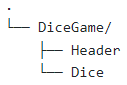 .
└── DiceGame/
    ├── Header
    └── Dice